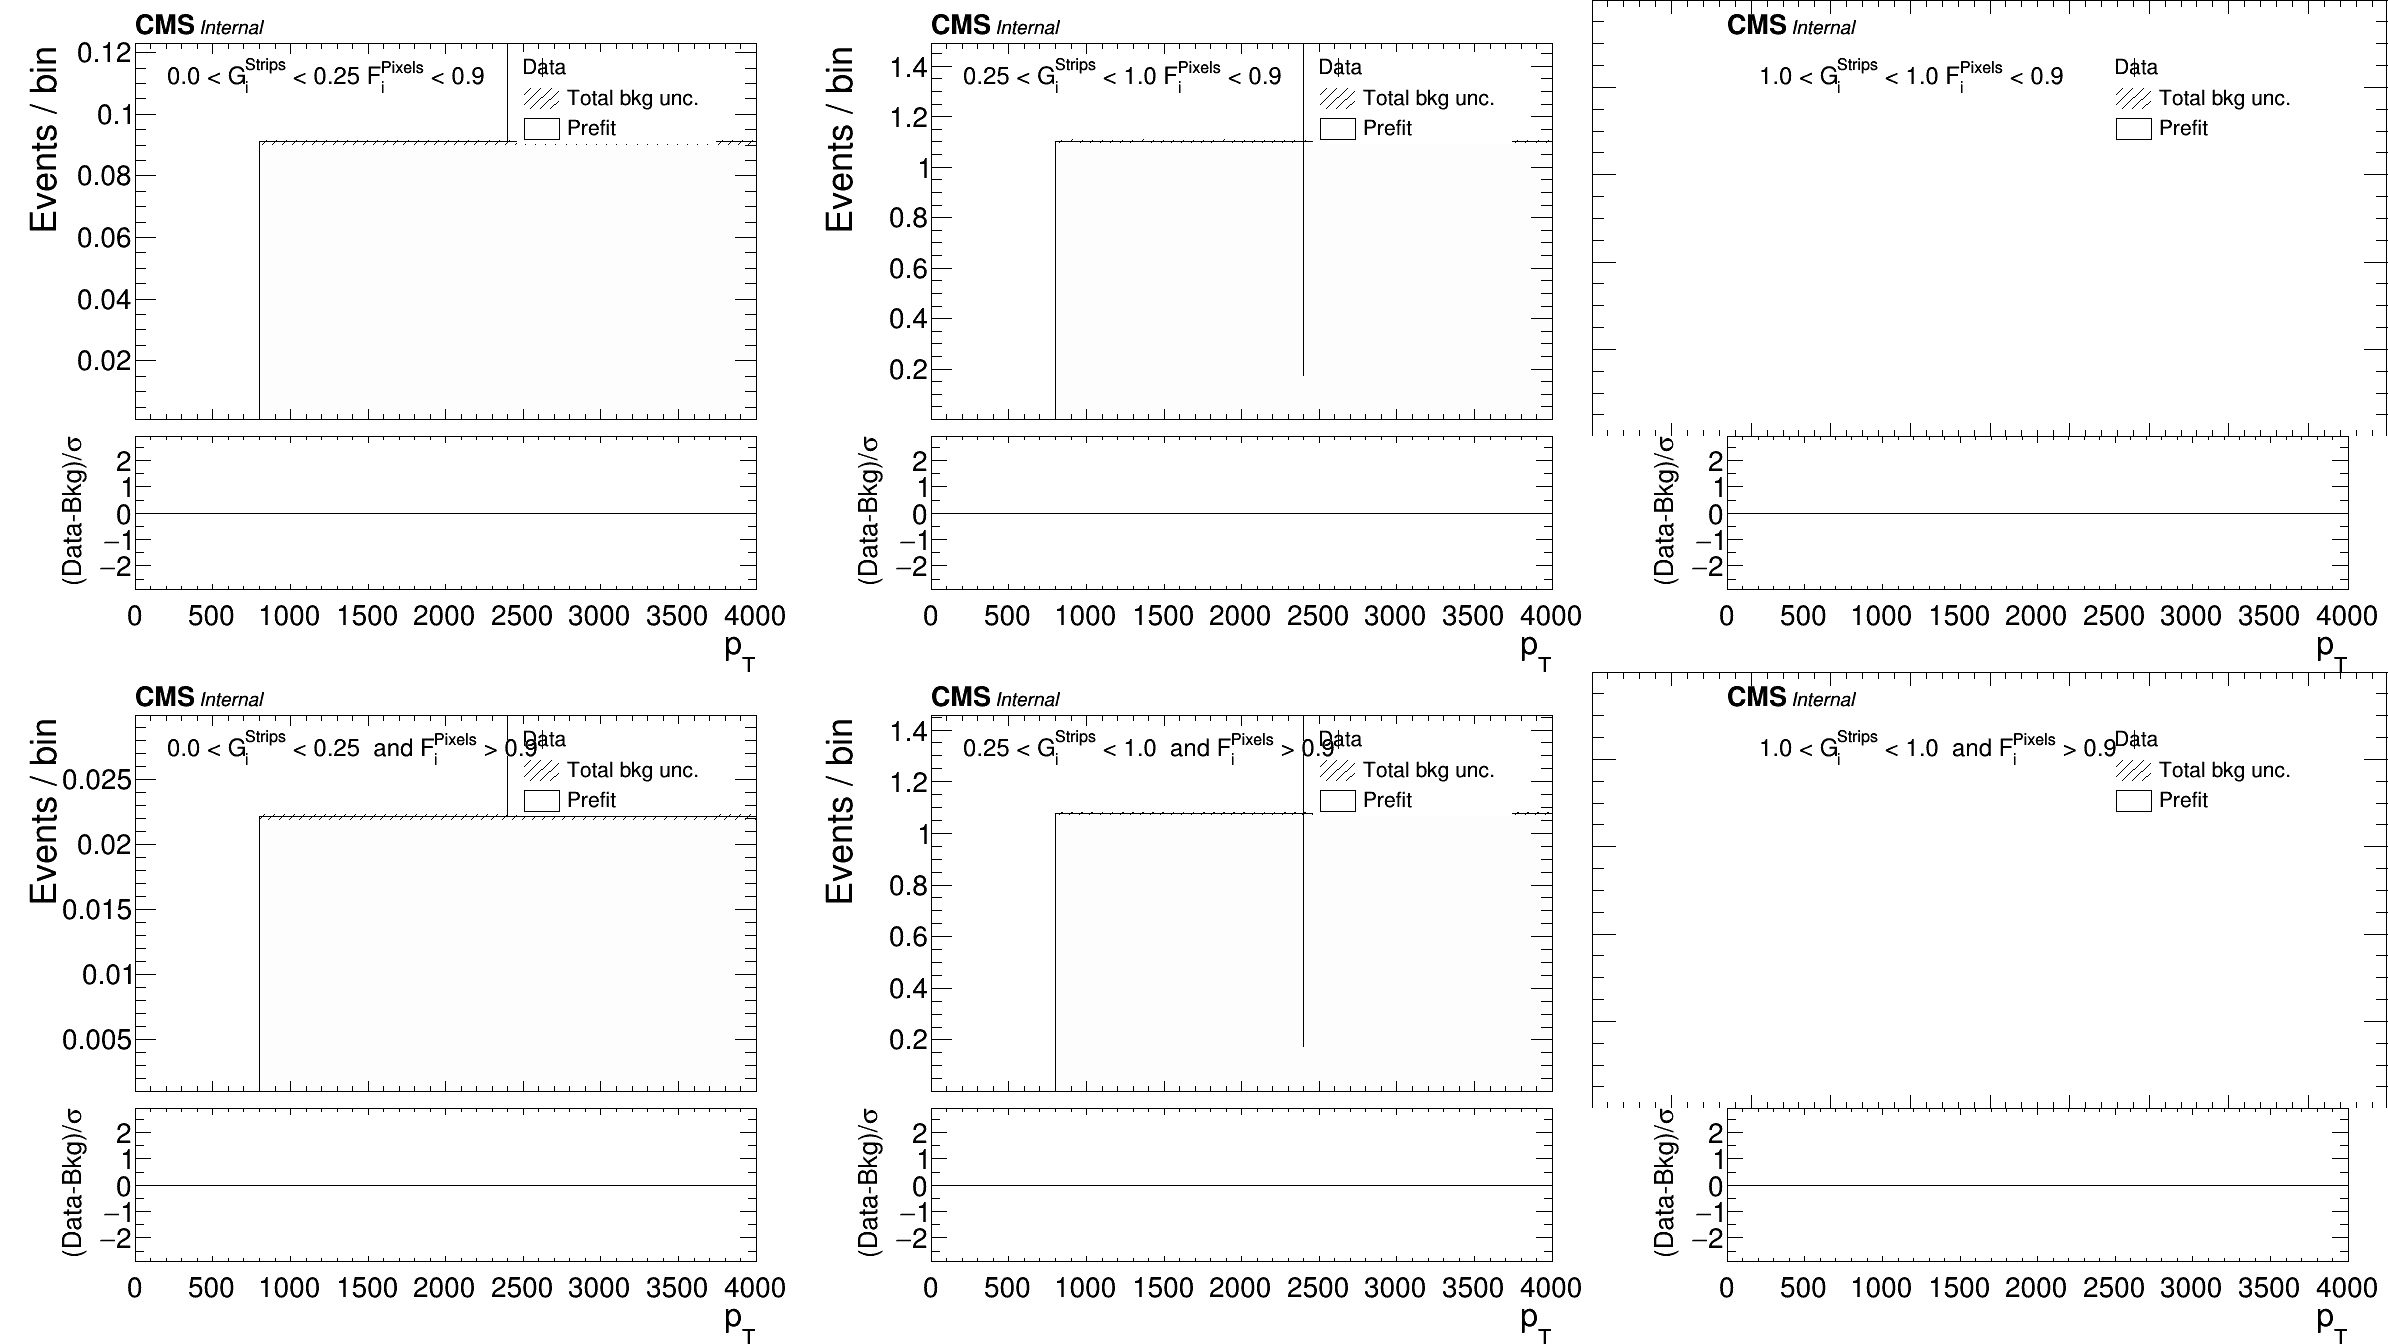 CMS Internal
0.0 < G_i^Strips < 0.25 F_i^Pixels < 0.9
Data
Total bkg unc.
Prefit
Events / bin
0.12
0.1
0.08
0.06
0.04
0.02
(Data-Bkg)/σ
2
1
0
−1
−2
0 500 1000 1500 2000 2500 3000 3500 4000
p_T
CMS Internal
0.25 < G_i^Strips < 1.0 F_i^Pixels < 0.9
Data
Total bkg unc.
Prefit
Events / bin
1.4
1.2
1
0.8
0.6
0.4
0.2
(Data-Bkg)/σ
2
1
0
−1
−2
0 500 1000 1500 2000 2500 3000 3500 4000
p_T
CMS Internal
1.0 < G_i^Strips < 1.0 F_i^Pixels < 0.9
Data
Total bkg unc.
Prefit
(Data-Bkg)/σ
2
1
0
−1
−2
0 500 1000 1500 2000 2500 3000 3500 4000
p_T
CMS Internal
0.0 < G_i^Strips < 0.25 and F_i^Pixels > 0.9
Data
Total bkg unc.
Prefit
Events / bin
0.025
0.02
0.015
0.01
0.005
(Data-Bkg)/σ
2
1
0
−1
−2
0 500 1000 1500 2000 2500 3000 3500 4000
p_T
CMS Internal
0.25 < G_i^Strips < 1.0 and F_i^Pixels > 0.9
Data
Total bkg unc.
Prefit
Events / bin
1.4
1.2
1
0.8
0.6
0.4
0.2
(Data-Bkg)/σ
2
1
0
−1
−2
0 500 1000 1500 2000 2500 3000 3500 4000
p_T
CMS Internal
1.0 < G_i^Strips < 1.0 and F_i^Pixels > 0.9
Data
Total bkg unc.
Prefit
(Data-Bkg)/σ
2
1
0
−1
−2
0 500 1000 1500 2000 2500 3000 3500 4000
p_T